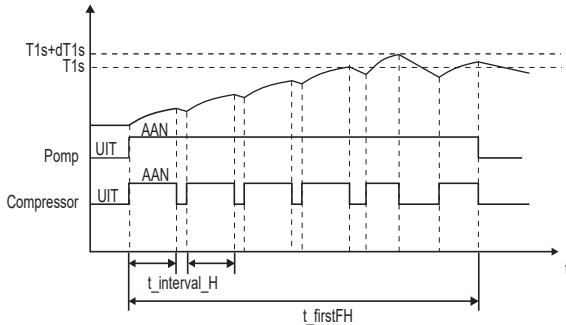 T1s+dT1s
T1s
AAN
Pomp UIT
AAN
Compressor UIT
t
t_interval_H
t_firstFH